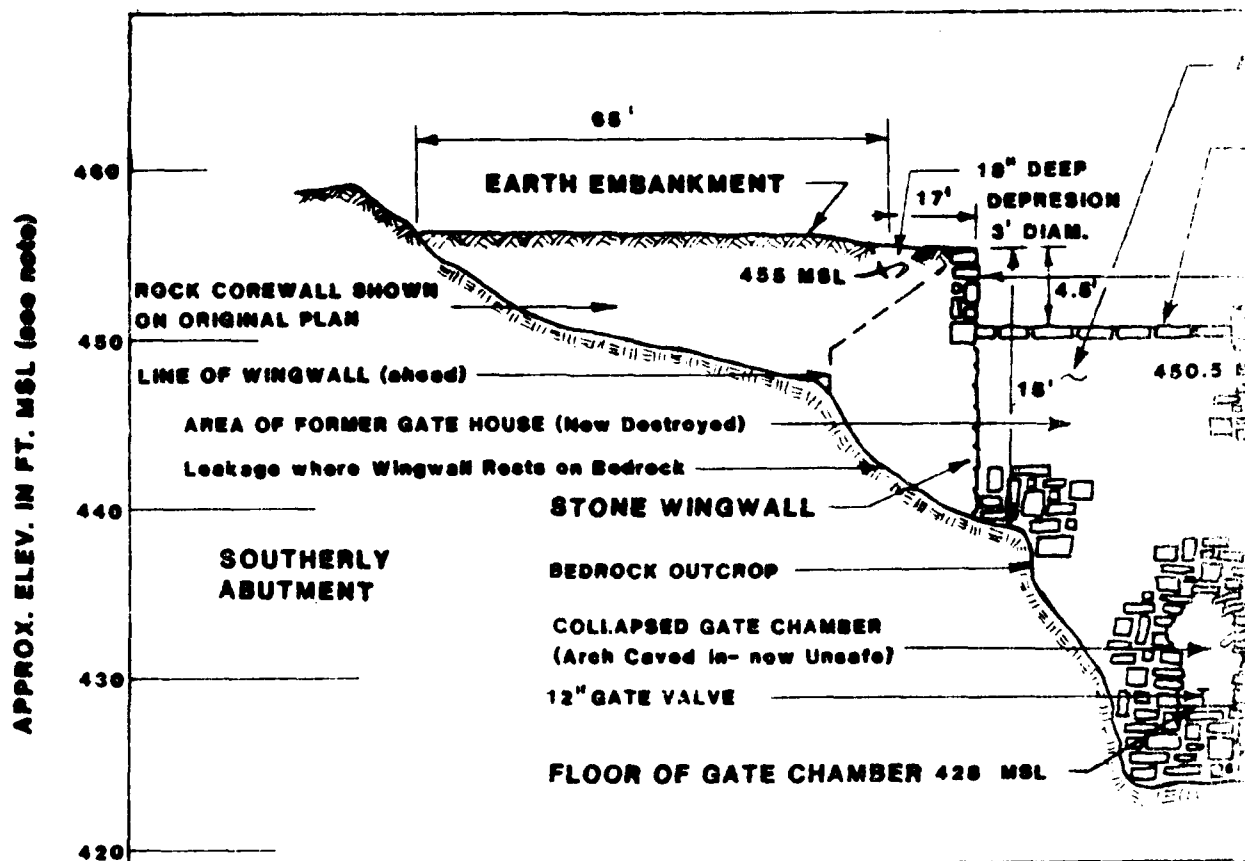 65'
460
EARTH EMBANKMENT
18" DEEP
17'
DEPRESION
3' DIAM.
455 MSL
4.5'
ROCK COREWALL SHOWN
ON ORIGINAL PLAN
450
LINE OF WINGWALL (ahead)
450.5
15'
AREA OF FORMER GATE HOUSE (Now Destroyed)
Leakage where Wingwall Rests on Bedrock
STONE WINGWALL
440
SOUTHERLY
ABUTMENT
BEDROCK OUTCROP
COLLAPSED GATE CHAMBER
(Arch Caved in- now Unsafe)
430
12" GATE VALVE
FLOOR OF GATE CHAMBER 428 MSL
420
APPROX. ELEV. IN FT. MSL (see note)